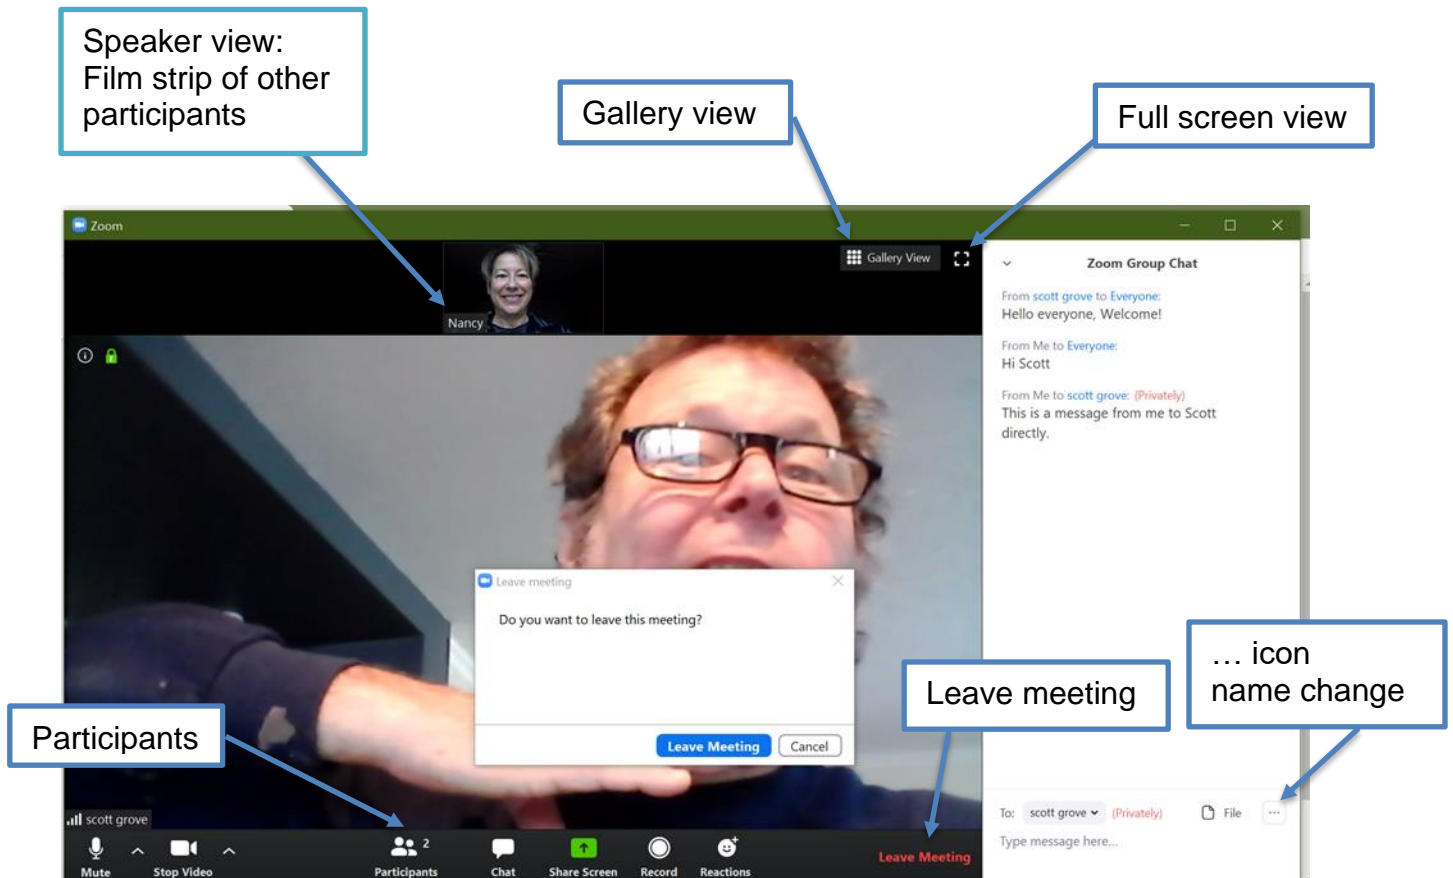 Speaker view:
Film strip of other
participants
Gallery view
Full screen view
Zoom
Gallery View
Nancy
Zoom Group Chat
From scott grove to Everyone:
Hello everyone, Welcome!
From Me to Everyone:
Hi Scott
From Me to scott grove: (Privately)
This is a message from me to Scott
directly.
Leave meeting
Do you want to leave this meeting?
Leave Meeting
Cancel
… icon
name change
Leave meeting
Participants
scott grove
To: scott grove (Privately)
File
Type message here...
Mute
Stop Video
2
Participants
Chat
Share Screen
Record
Reactions
Leave Meeting